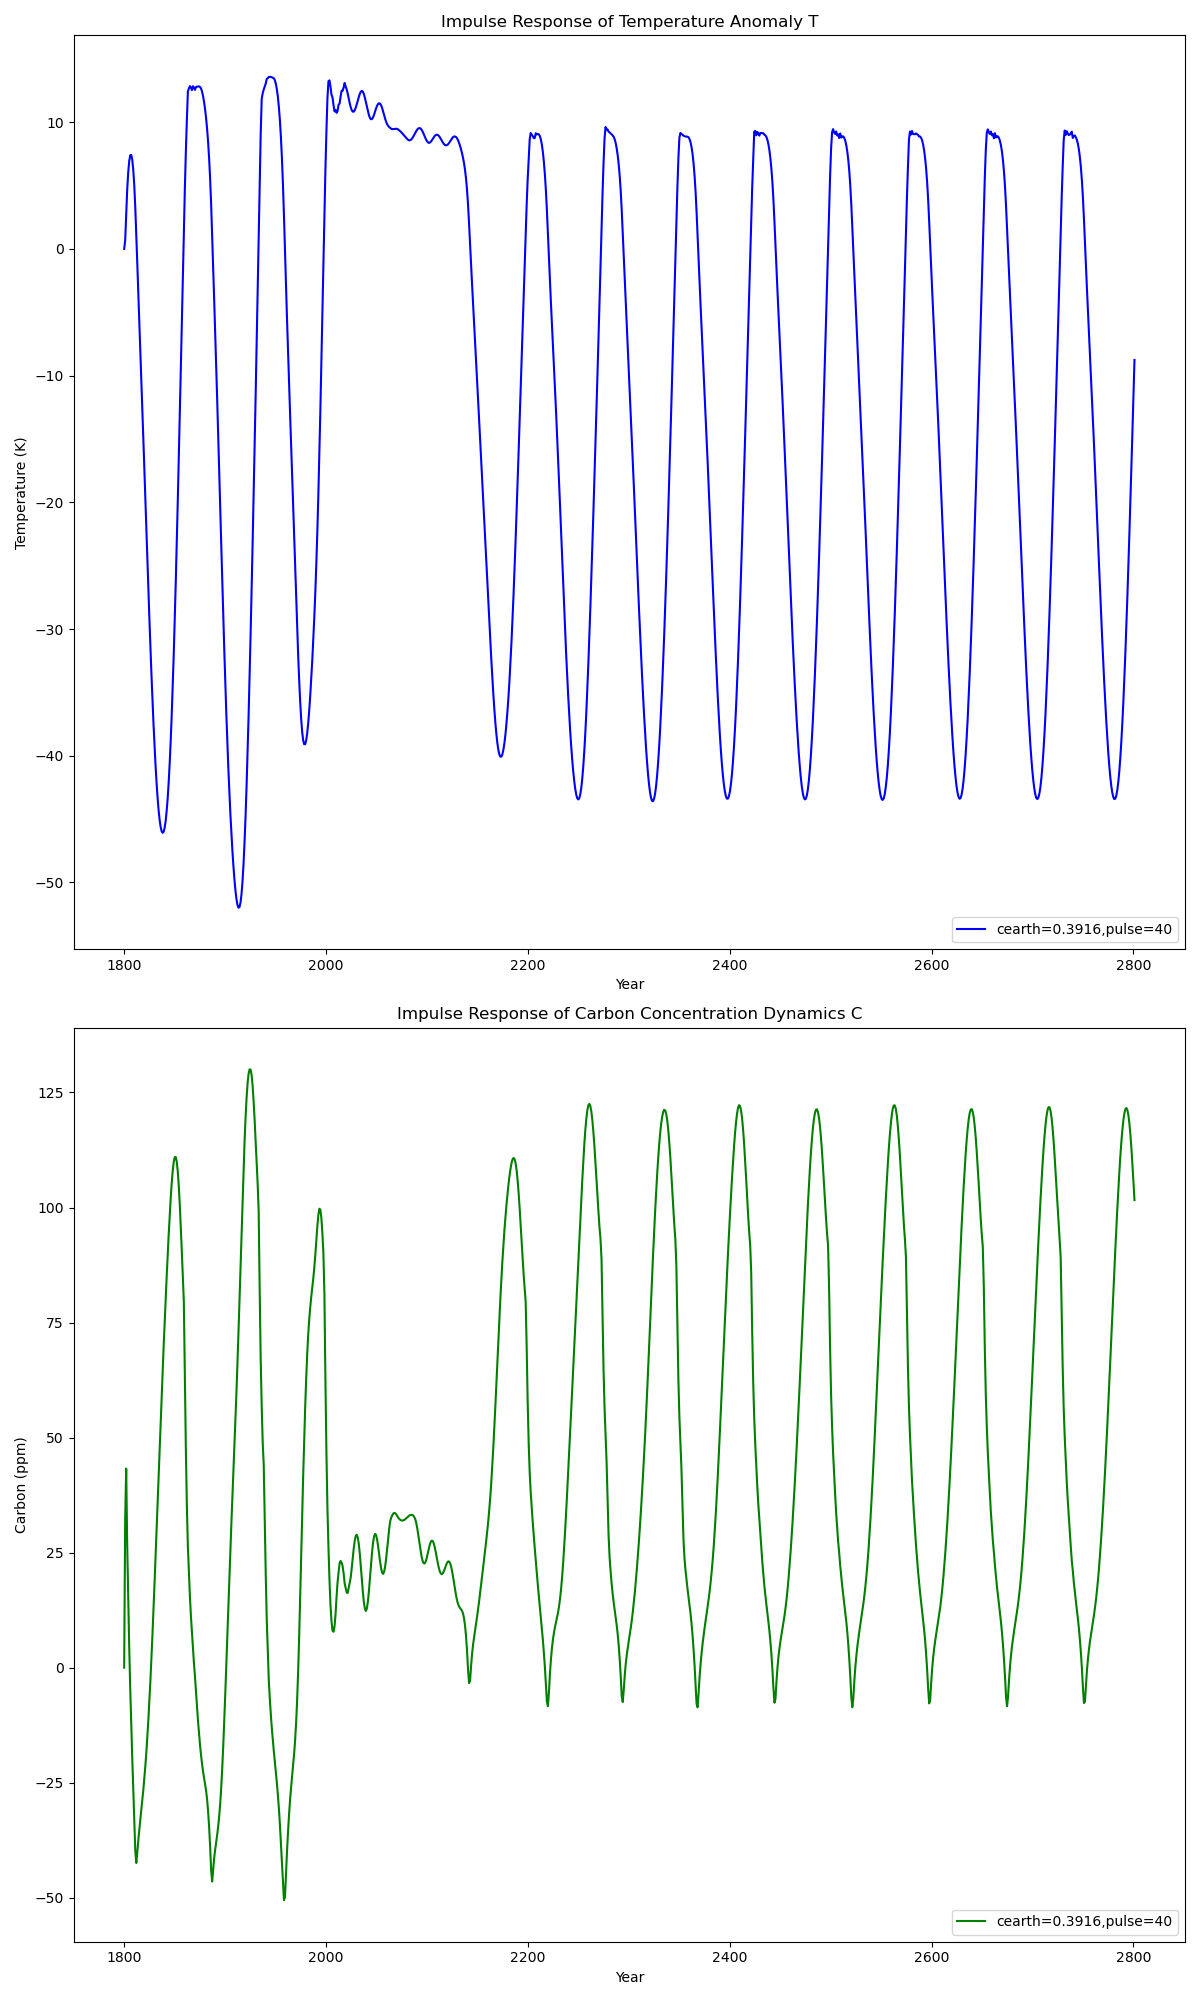 Impulse Response of Temperature Anomaly T
Temperature (K)
10
0
−10
−20
−30
−40
−50
cearth=0.3916,pulse=40
1800 2000 2200 2400 2600 2800
Year
Impulse Response of Carbon Concentration Dynamics C
Carbon (ppm)
125
100
75
50
25
0
−25
−50
cearth=0.3916,pulse=40
1800 2000 2200 2400 2600 2800
Year